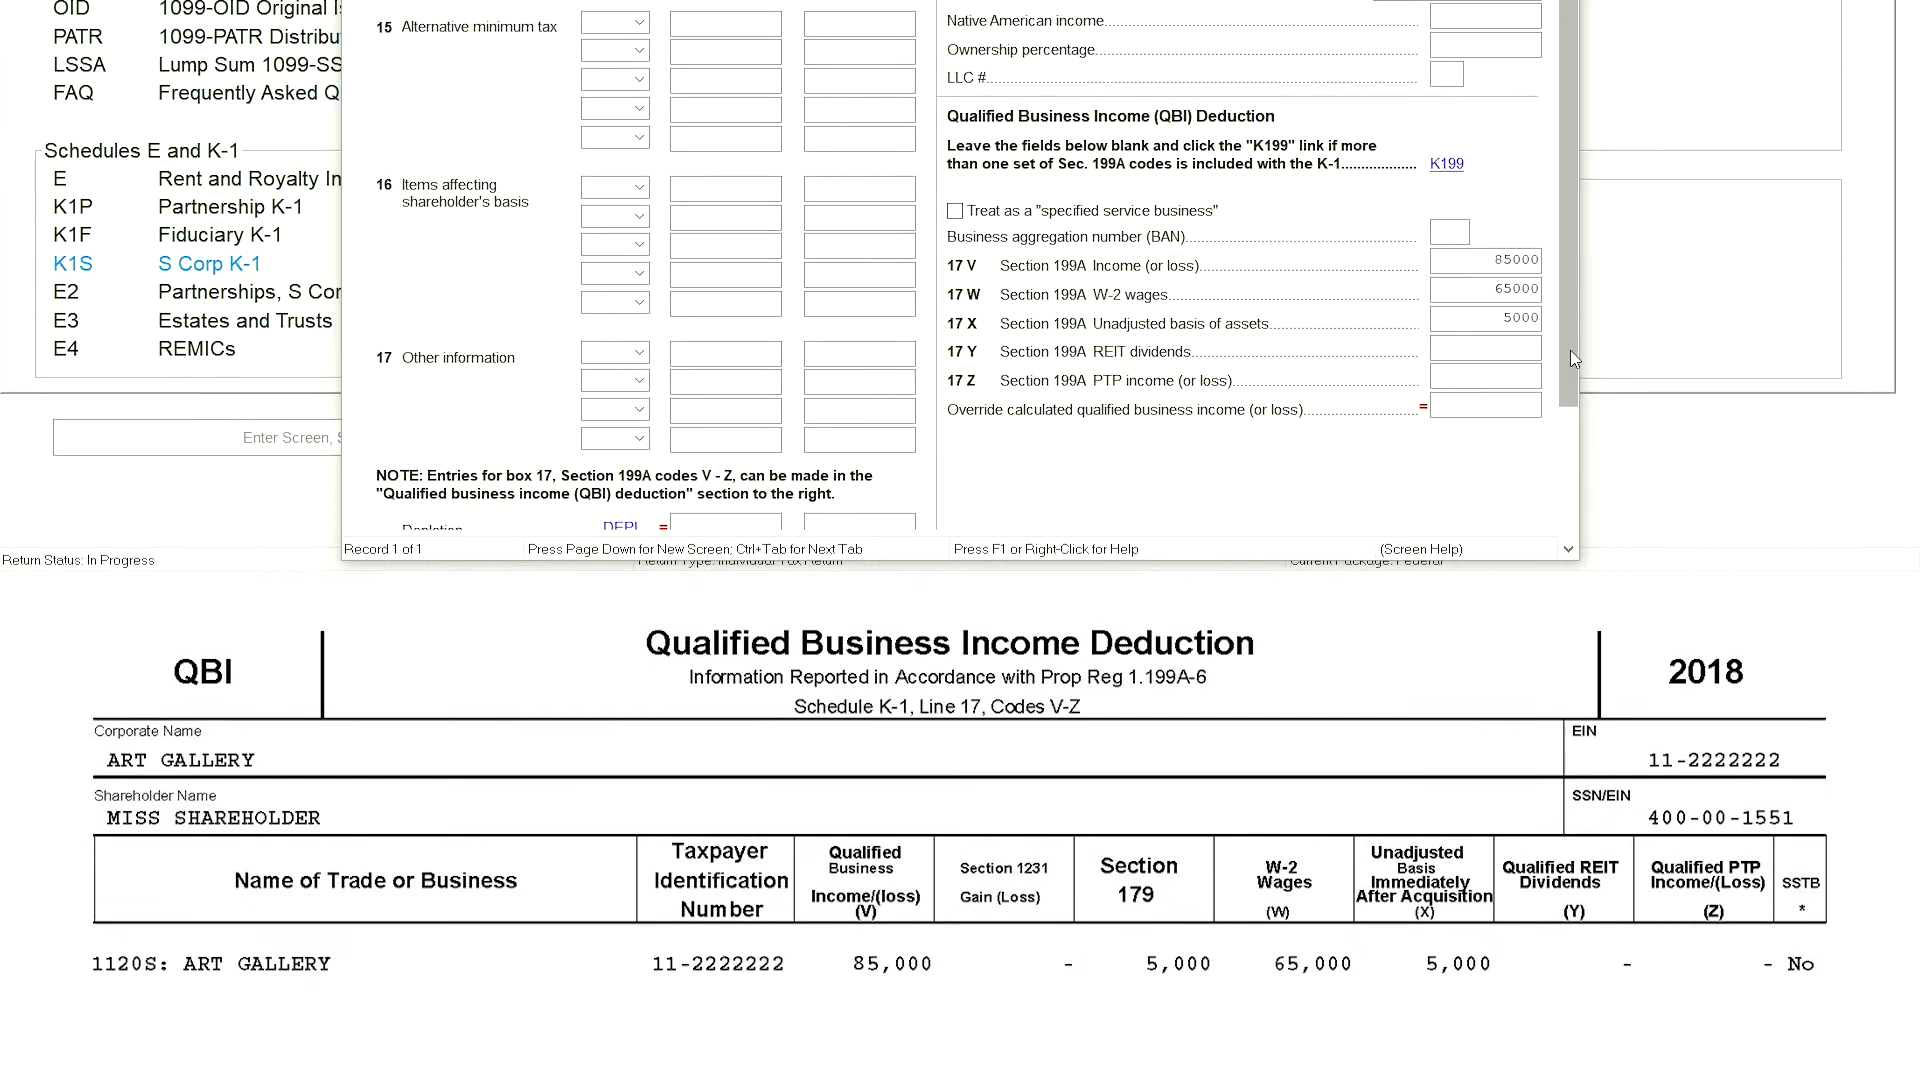 OID 1099-OID Original I
PATR 1099-PATR Distribu
LSSA Lump Sum 1099-SS
FAQ Frequently Asked Q
Schedules E and K-1
E Rent and Royalty In
K1P Partnership K-1
K1F Fiduciary K-1
K1S S Corp K-1
E2 Partnerships, S Cor
E3 Estates and Trusts
E4 REMICs
Enter Screen, S
15 Alternative minimum tax
16 Items affecting
shareholder's basis
17 Other information
NOTE: Entries for box 17, Section 199A codes V - Z, can be made in the
"Qualified business income (QBI) deduction" section to the right.
Depletion DEPL =
Native American income
Ownership percentage
LLC #
Qualified Business Income (QBI) Deduction
Leave the fields below blank and click the "K199" link if more
than one set of Sec. 199A codes is included with the K-1 K199
Treat as a "specified service business"
Business aggregation number (BAN)
17 V Section 199A Income (or loss) 85000
17 W Section 199A W-2 wages 65000
17 X Section 199A Unadjusted basis of assets 5000
17 Y Section 199A REIT dividends
17 Z Section 199A PTP income (or loss)
Override calculated qualified business income (or loss) =
Record 1 of 1 Press Page Down for New Screen; Ctrl+Tab for Next Tab Press F1 or Right-Click for Help (Screen Help)
Return Status: In Progress Return Type: Individual Tax Return Current Package: Federal
QBI Qualified Business Income Deduction 2018
Information Reported in Accordance with Prop Reg 1.199A-6
Schedule K-1, Line 17, Codes V-Z
Corporate Name EIN
ART GALLERY 11-2222222
Shareholder Name SSN/EIN
MISS SHAREHOLDER 400-00-1551
Name of Trade or Business
Taxpayer
Identification
Number
Qualified
Business
Income/(loss)
(V)
Section 1231
Gain (Loss)
Section
179
W-2
Wages
(W)
Unadjusted
Basis
Immediately
After Acquisition
(X)
Qualified REIT
Dividends
(Y)
Qualified PTP
Income/(Loss)
(Z)
SSTB
*
1120S: ART GALLERY 11-2222222 85,000 - 5,000 65,000 5,000 - - No